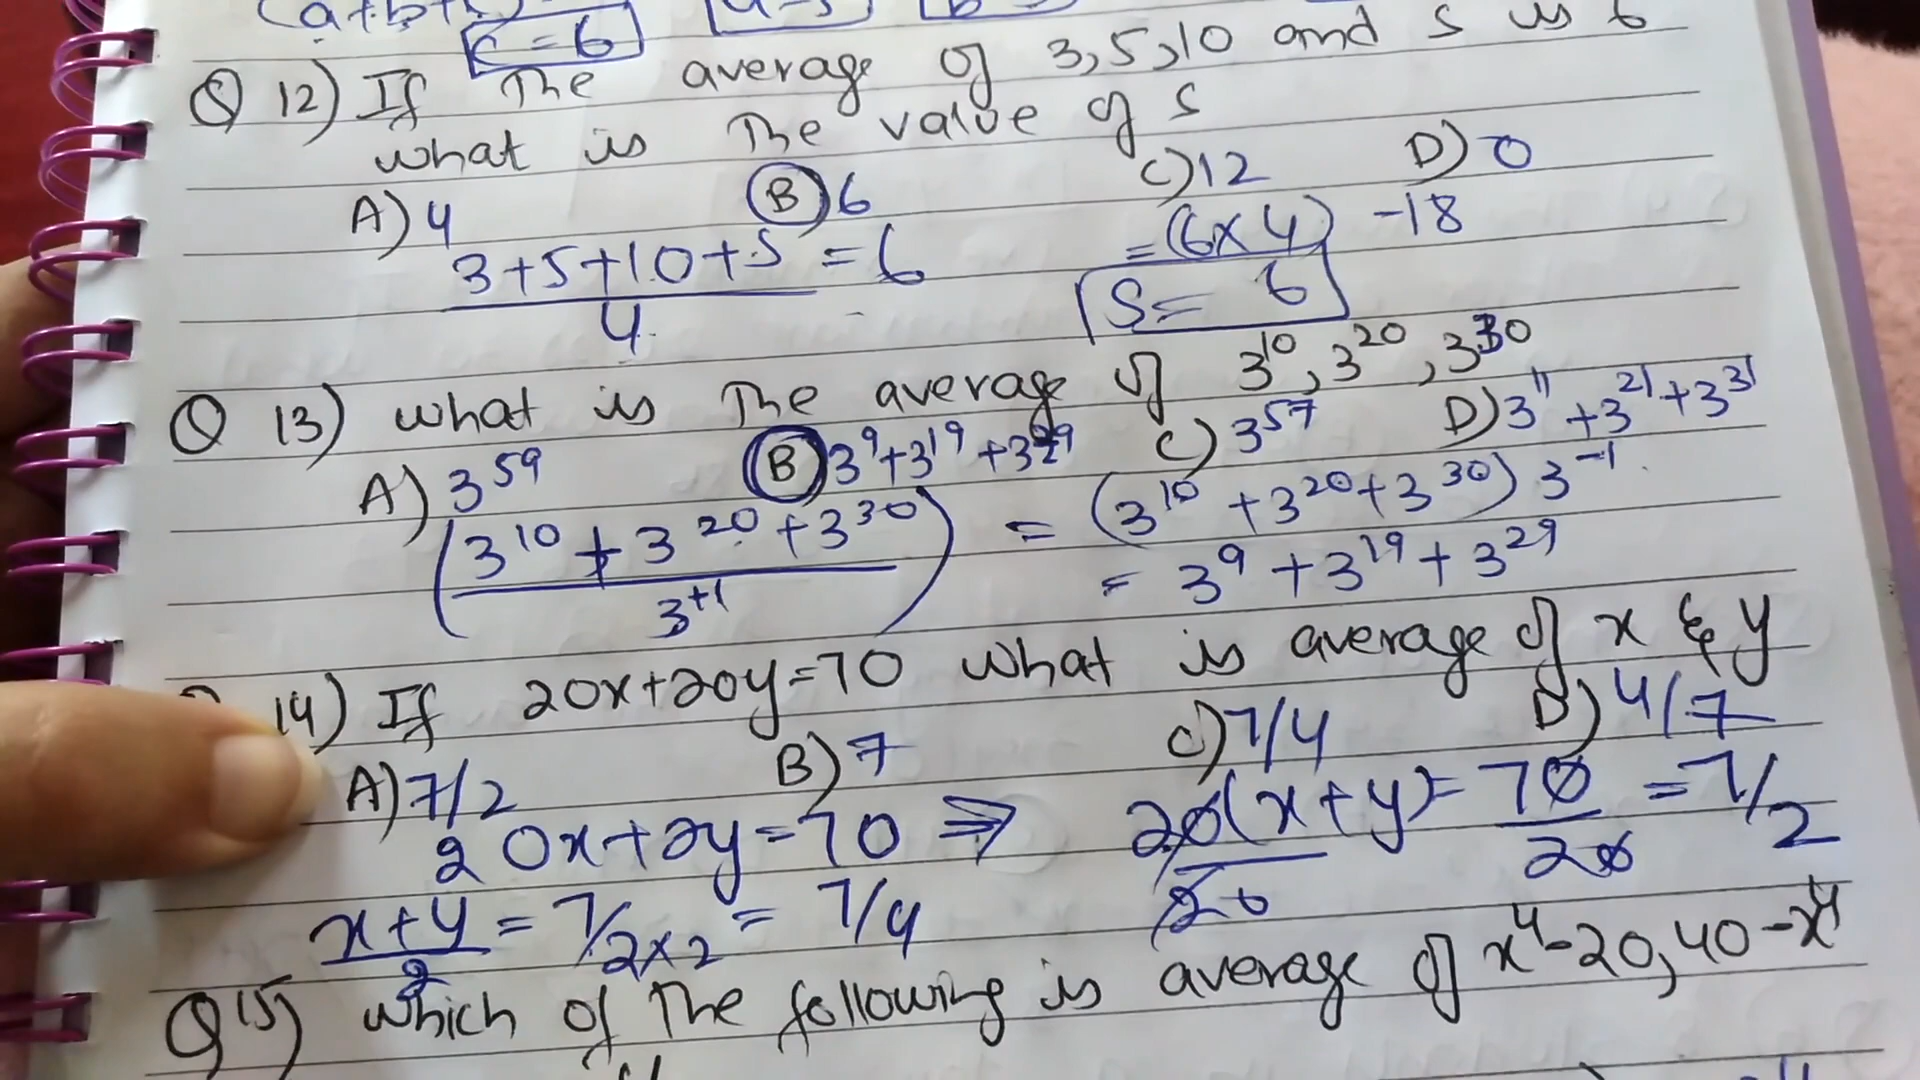 c = 6
Q 12) If The average of 3,5,10 and s is 6
what is The value of s
A) 4 B) 6 C) 12 D) 0
3+5+10+s / 4 = 6 = (6x4) -18
s = 6
Q 13) what is The average of 3^10, 3^20, 3^30
A) 3^59 B) 3^9+3^19+3^29 C) 3^57 D) 3^11+3^21+3^31
(3^10+3^20+3^30 / 3^+1) = (3^10+3^20+3^30) 3^-1
= 3^9+3^19+3^29
14) If 20x+20y=70 what is average of x & y
A) 7/2 B) 7 C) 7/4 D) 4/7
20x+2y=70 ⇒ 20(x+y) / 20 = 70 / 20 = 7/2
x+y / 2 = 7/2x2 = 7/4
Q15) which of The following is average of x^4-20, 40-x^4